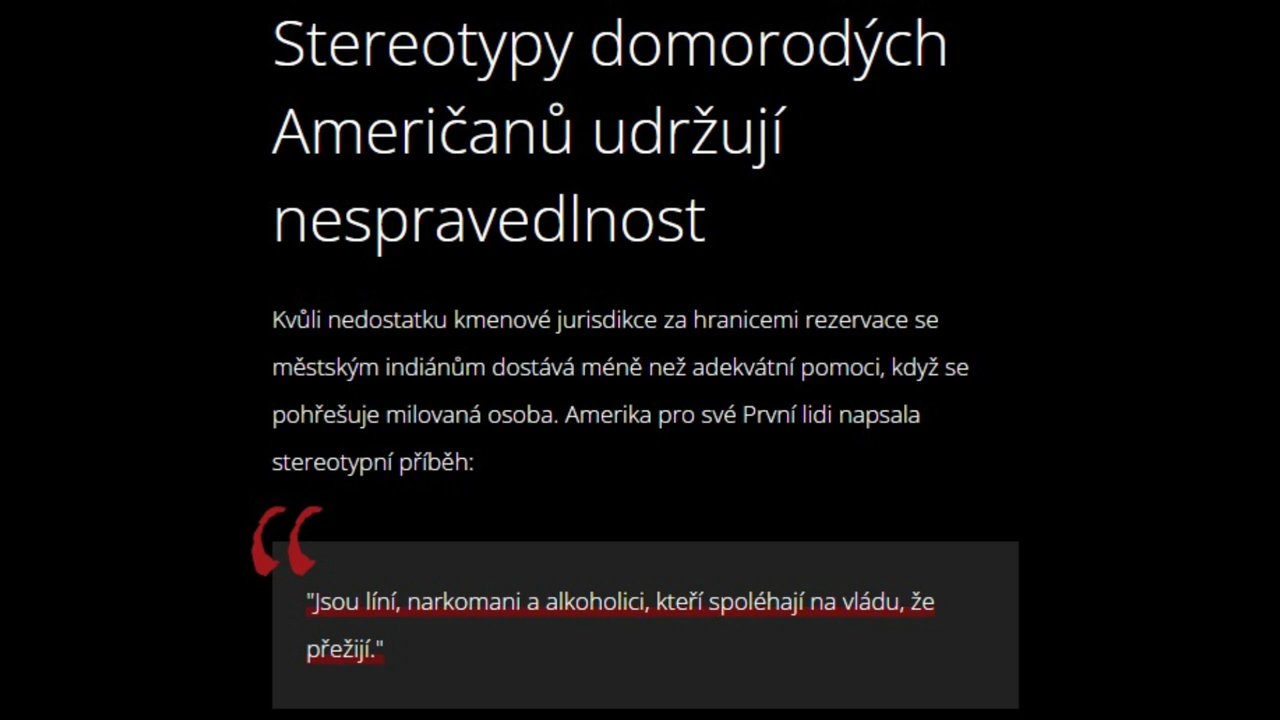 Stereotypy domorodých
Američanů udržují
nespravedlnost
Kvůli nedostatku kmenové jurisdikce za hranicemi rezervace se
městským indiánům dostává méně než adekvátní pomoci, když se
pohřešuje milovaná osoba. Amerika pro své První lidi napsala
stereotypní příběh:
"Jsou líní, narkomani a alkoholici, kteří spoléhají na vládu, že
přežijí."